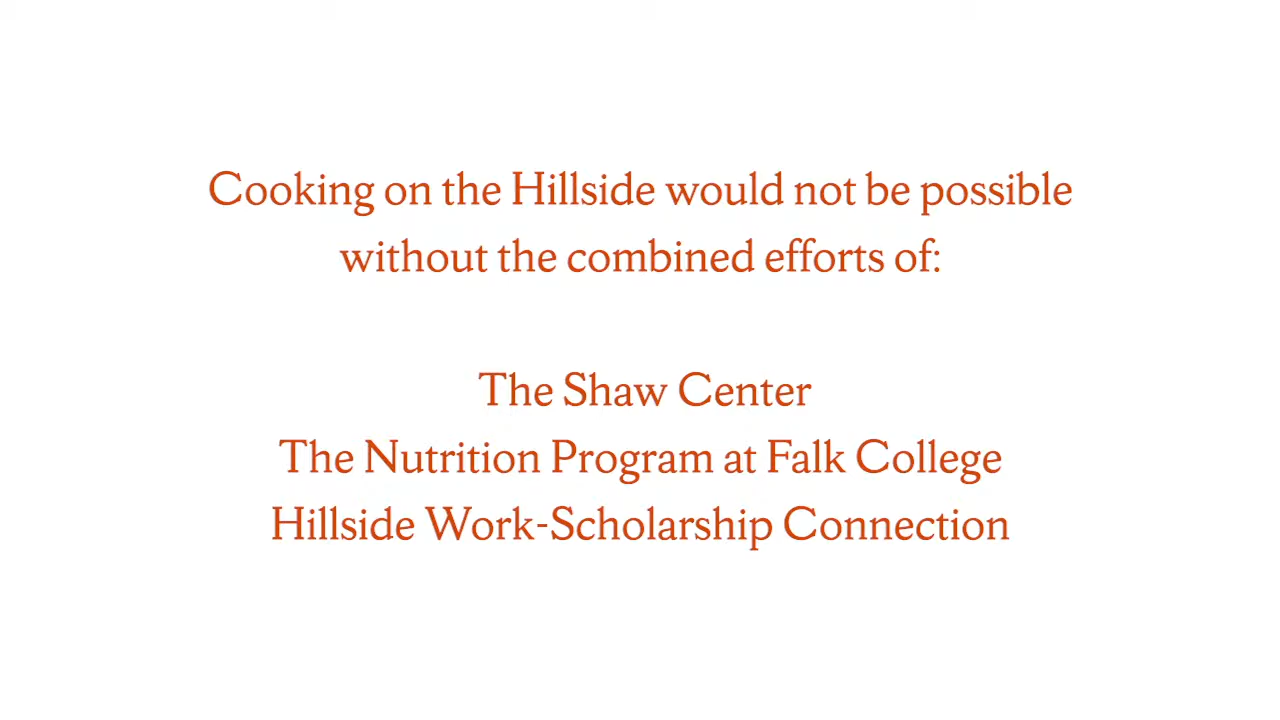 Cooking on the Hillside would not be possible
without the combined efforts of:
The Shaw Center
The Nutrition Program at Falk College
Hillside Work-Scholarship Connection